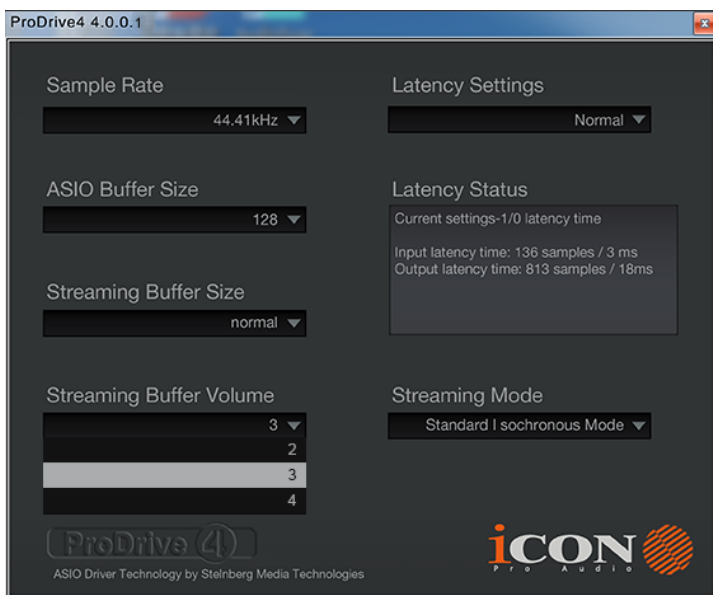 ProDrive4 4.0.0.1
x
Sample Rate
44.41kHz
ASIO Buffer Size
128
Streaming Buffer Size
normal
Streaming Buffer Volume
3
2
3
4
Latency Settings
Normal
Latency Status
Current settings-1/0 latency time
Input latency time: 136 samples / 3 ms
Output latency time: 813 samples / 18ms
Streaming Mode
Standard I sochronous Mode
ProDrive 4
ASIO Driver Technology by Stelnberg Media Technologies
iCON
Pro Audio